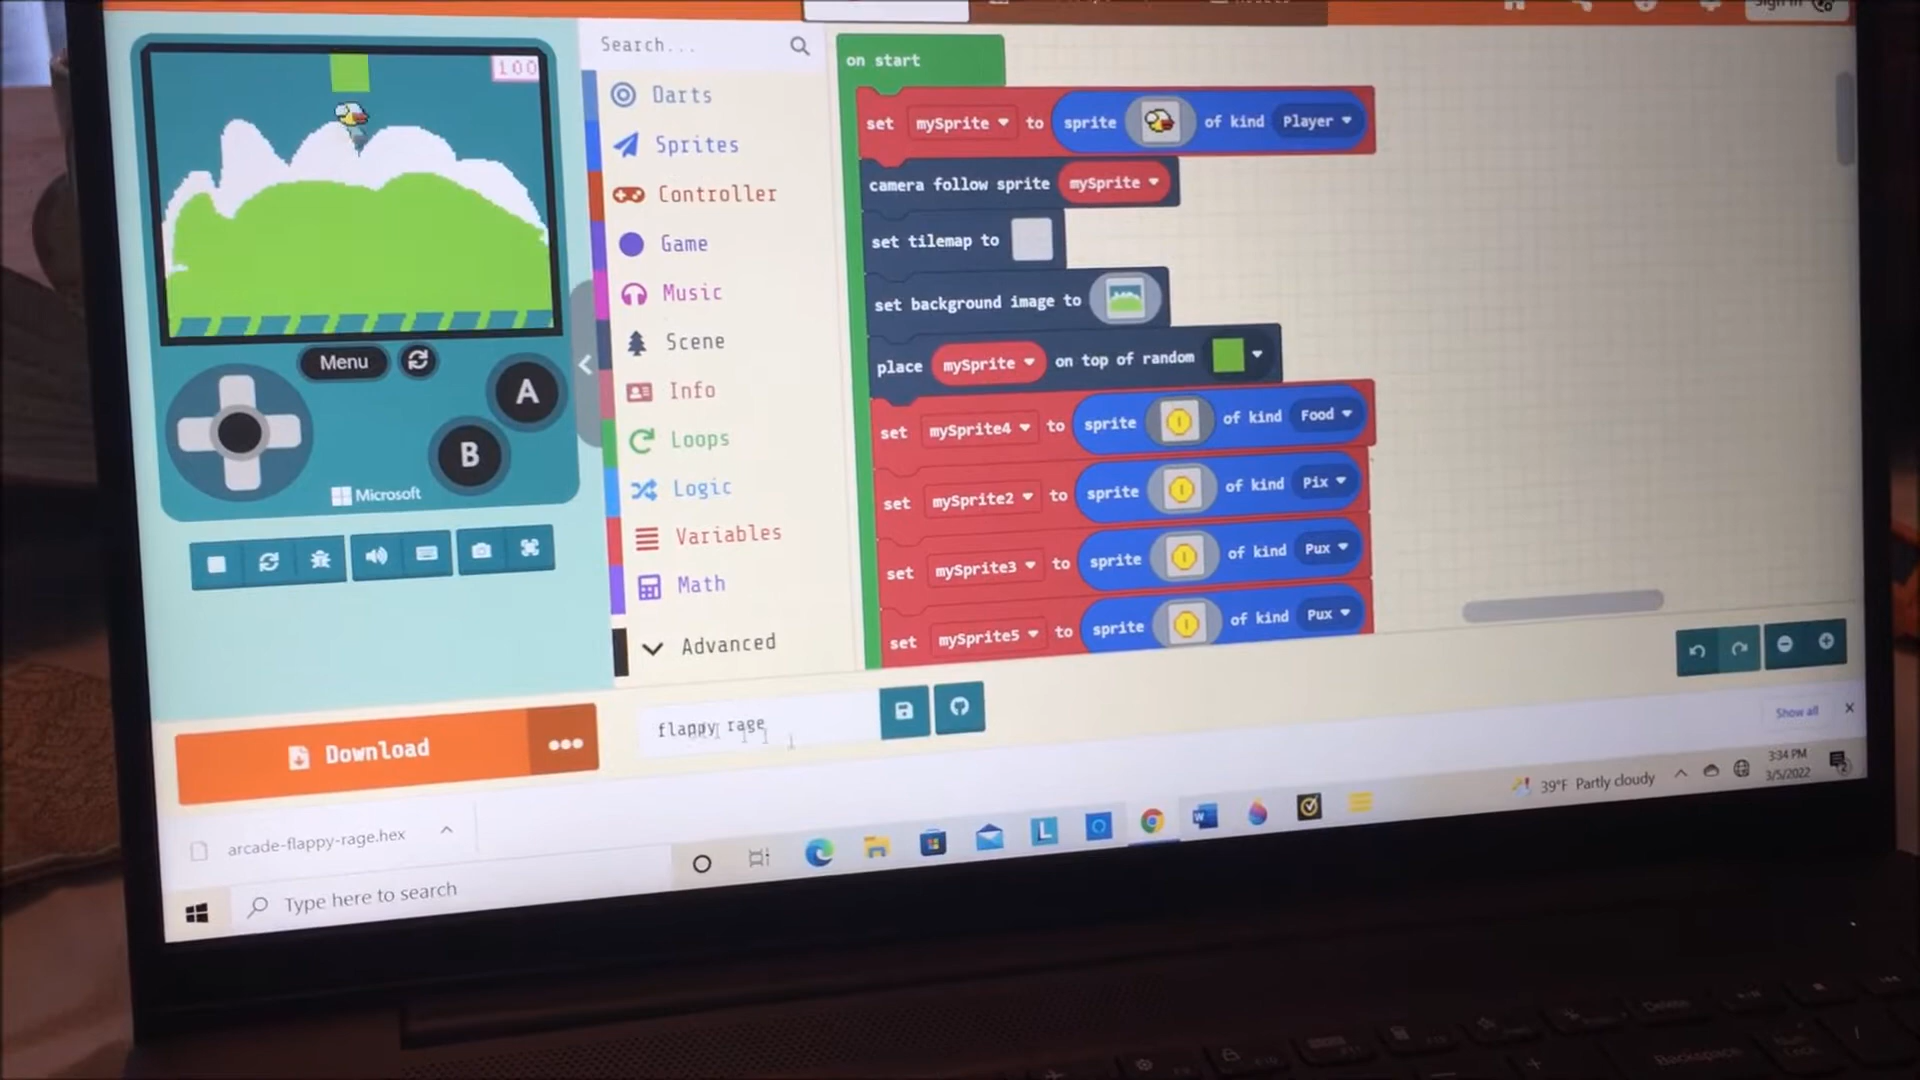 100
Menu
A
B
Microsoft
Search...
Darts
Sprites
Controller
Game
Music
Scene
Info
Loops
Logic
Variables
Math
Advanced
on start
set mySprite to sprite of kind Player
camera follow sprite mySprite
set tilemap to
set background image to
place mySprite on top of random
set mySprite4 to sprite of kind Food
set mySprite2 to sprite of kind Pix
set mySprite3 to sprite of kind Pux
set mySprite5 to sprite of kind Pux
Download
flappy rage
Show all
arcade-flappy-rage.hex
Type here to search
L
39°F Partly cloudy
3:34 PM
3/5/2022
Delete
Backspace